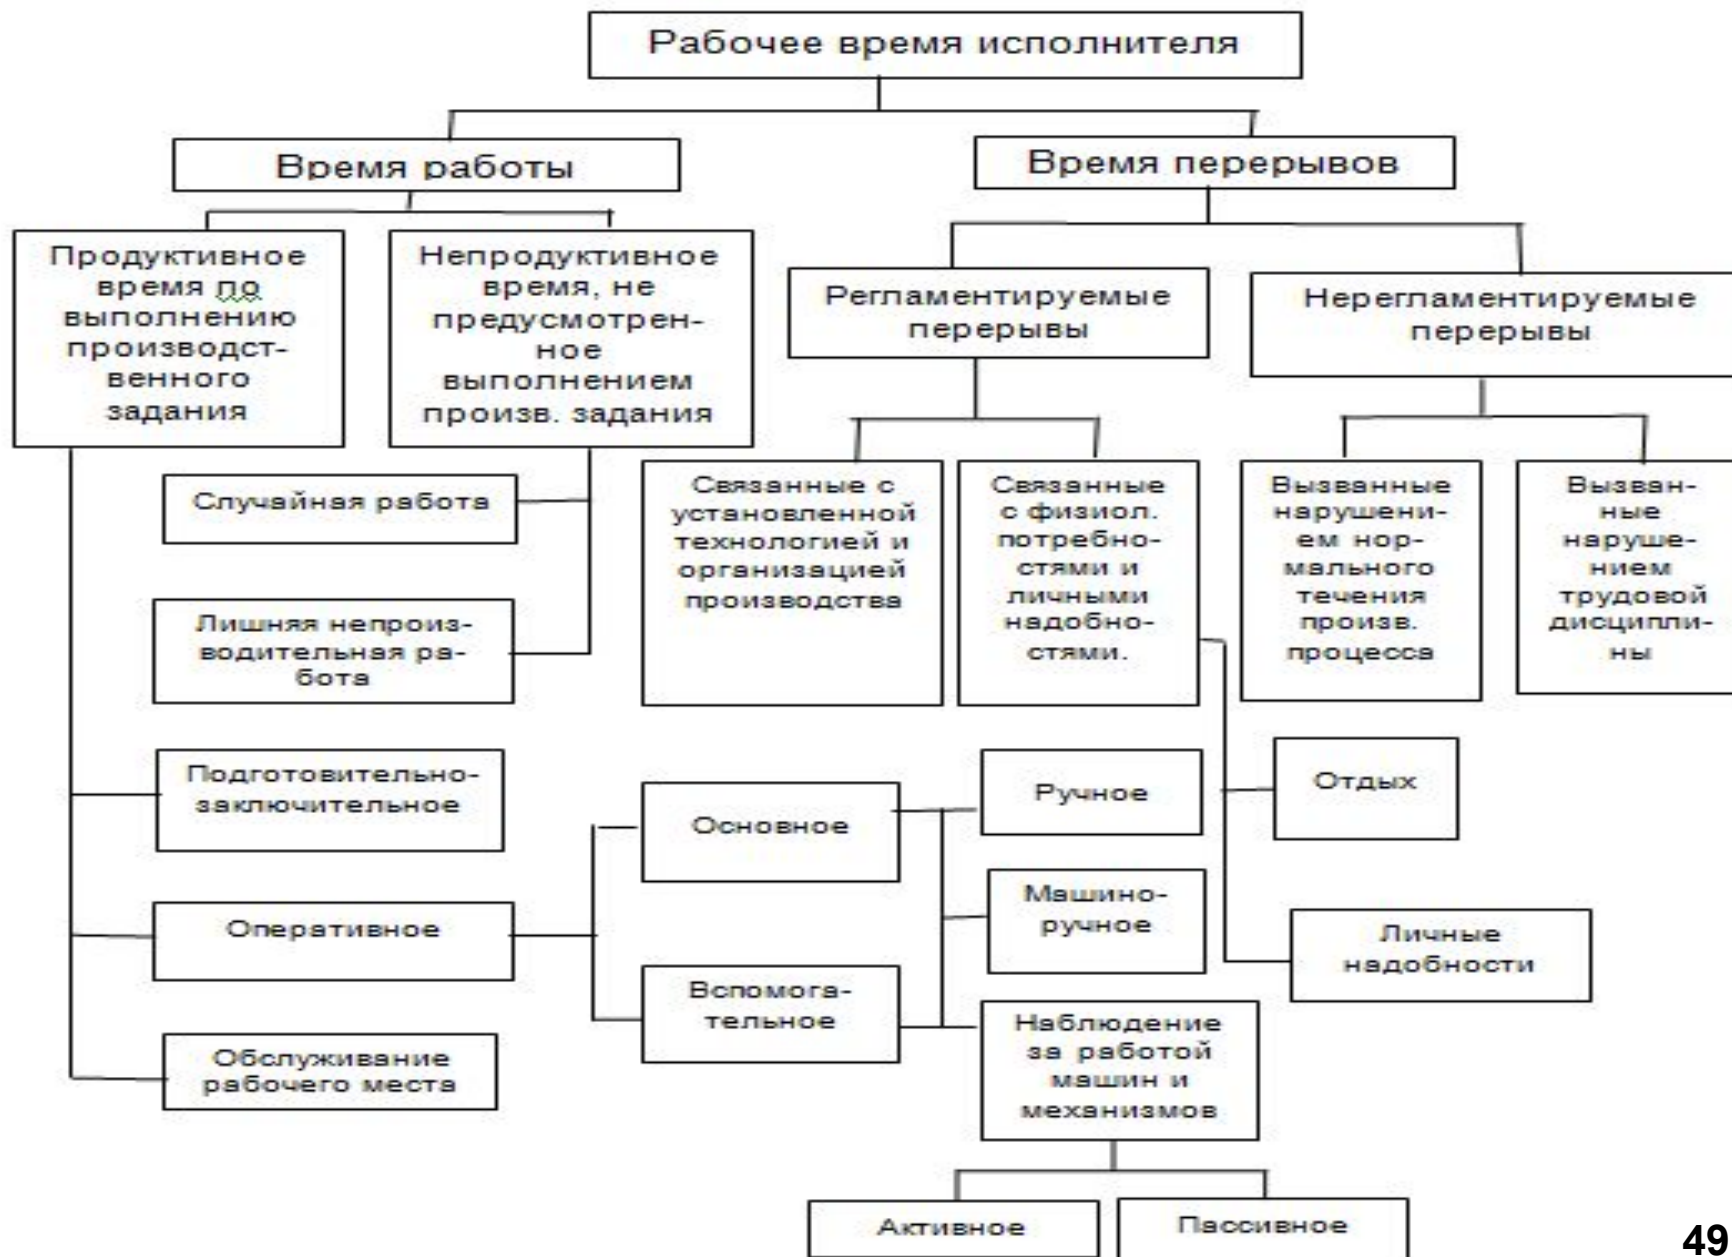 Рабочее время исполнителя
Время работы
Время перерывов
Продуктивное
время по
выполнению
производст-
венного
задания
Непродуктивное
время, не
предусмотрен-
ное
выполнением
произв. задания
Регламентируемые
перерывы
Нерегламентируемые
перерывы
Случайная работа
Лишняя непроиз-
водительная ра-
бота
Связанные с
установленной
технологией и
организацией
производства
Связанные
с физиол.
потребно-
стями и
личными
надобно-
стями.
Вызванные
нарушени-
ем нор-
мального
течения
произв.
процесса
Вызван-
ные
наруше-
нием
трудовой
дисципли-
ны
Подготовительно-
заключительное
Основное
Ручное
Отдых
Оперативное
Машино-
ручное
Личные
надобности
Вспомога-
тельное
Обслуживание
рабочего места
Наблюдение
за работой
машин и
механизмов
Активное
Пассивное
49